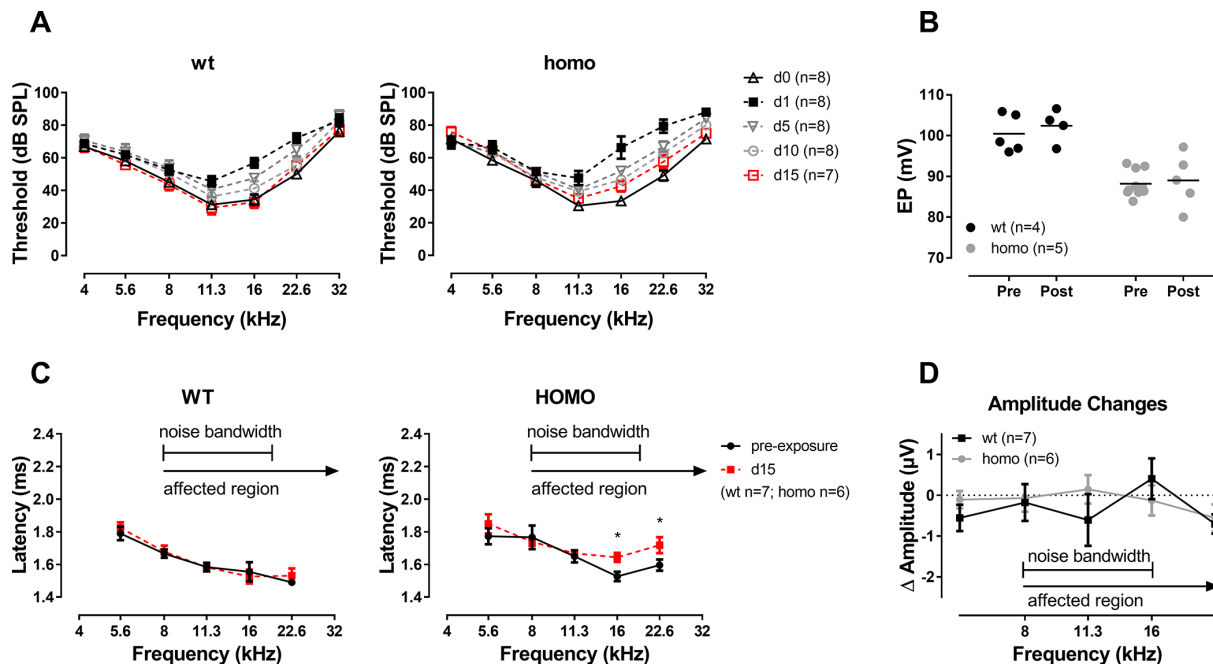 A
wt
Threshold (dB SPL)
100
80
60
40
20
0
4
5.6
8
11.3
16
22.6
32
Frequency (kHz)
homo
Threshold (dB SPL)
100
80
60
40
20
0
4
5.6
8
11.3
16
22.6
32
Frequency (kHz)
d0 (n=8)
d1 (n=8)
d5 (n=8)
d10 (n=8)
d15 (n=7)
B
EP (mV)
110
100
90
80
70
wt (n=4)
homo (n=5)
Pre
Post
Pre
Post
C
WT
Latency (ms)
2.4
2.2
2.0
1.8
1.6
1.4
noise bandwidth
affected region
4
5.6
8
11.3
16
22.6
32
Frequency (kHz)
HOMO
Latency (ms)
2.4
2.2
2.0
1.8
1.6
1.4
noise bandwidth
affected region
*
*
4
5.6
8
11.3
16
22.6
32
Frequency (kHz)
pre-exposure
d15
(wt n=7; homo n=6)
D
Amplitude Changes
Δ Amplitude (µV)
wt (n=7)
homo (n=6)
1
0
-1
-2
noise bandwidth
affected region
8
11.3
16
Frequency (kHz)